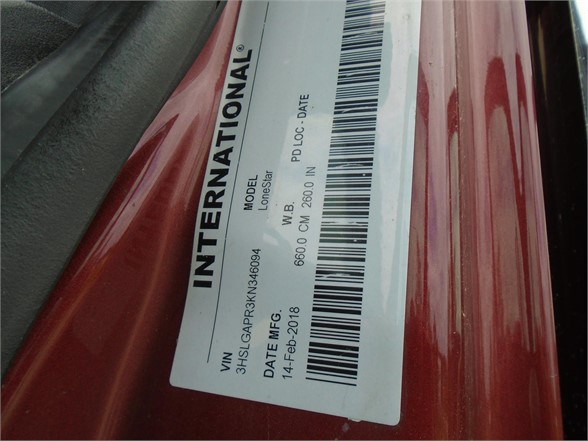 INTERNATIONAL®
VIN MODEL
3HSLGAPR3KN346094 LoneStar
DATE MFG. W.B. PD LOC - DATE
14-Feb-2018 660.0 CM 260.0 IN